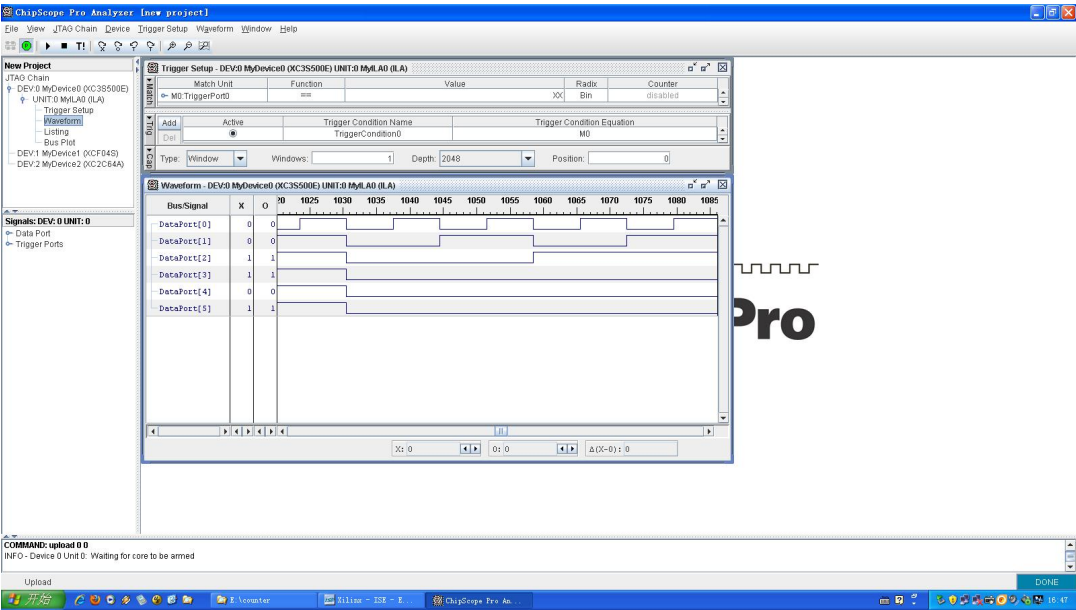 ChipScope Pro Analyzer [new project]
File View JTAG Chain Device Trigger Setup Waveform Window Help
T!
New Project
JTAG Chain
DEV:0 MyDevice0 (XC3S500E)
UNIT:0 MyILA0 (ILA)
Trigger Setup
Waveform
Listing
Bus Plot
DEV:1 MyDevice1 (XCF04S)
DEV:2 MyDevice2 (XC2C64A)
Signals: DEV: 0 UNIT: 0
Data Port
Trigger Ports
Trigger Setup - DEV:0 MyDevice0 (XC3S500E) UNIT:0 MyILA0 (ILA)
Match
Match Unit Function Value Radix Counter
M0:TriggerPort0 == XX Bin disabled
Trig
Add Active Trigger Condition Name Trigger Condition Equation
Del TriggerCondition0 M0
Cap
Type: Window Windows: 1 Depth: 2048 Position: 0
Waveform - DEV:0 MyDevice0 (XC3S500E) UNIT:0 MyILA0 (ILA)
Bus/Signal X O 20 1025 1030 1035 1040 1045 1050 1055 1060 1065 1070 1075 1080 1085
DataPort[0] 0 0
DataPort[1] 0 0
DataPort[2] 1 1
DataPort[3] 1 1
DataPort[4] 0 0
DataPort[5] 1 1
X: 0 O: 0 Δ(X-O): 0
Pro
COMMAND: upload 0 0
INFO - Device 0 Unit 0: Waiting for core to be armed
Upload DONE
开始 E:\counter Xilinx - ISE - E... ChipScope Pro An... 16:47